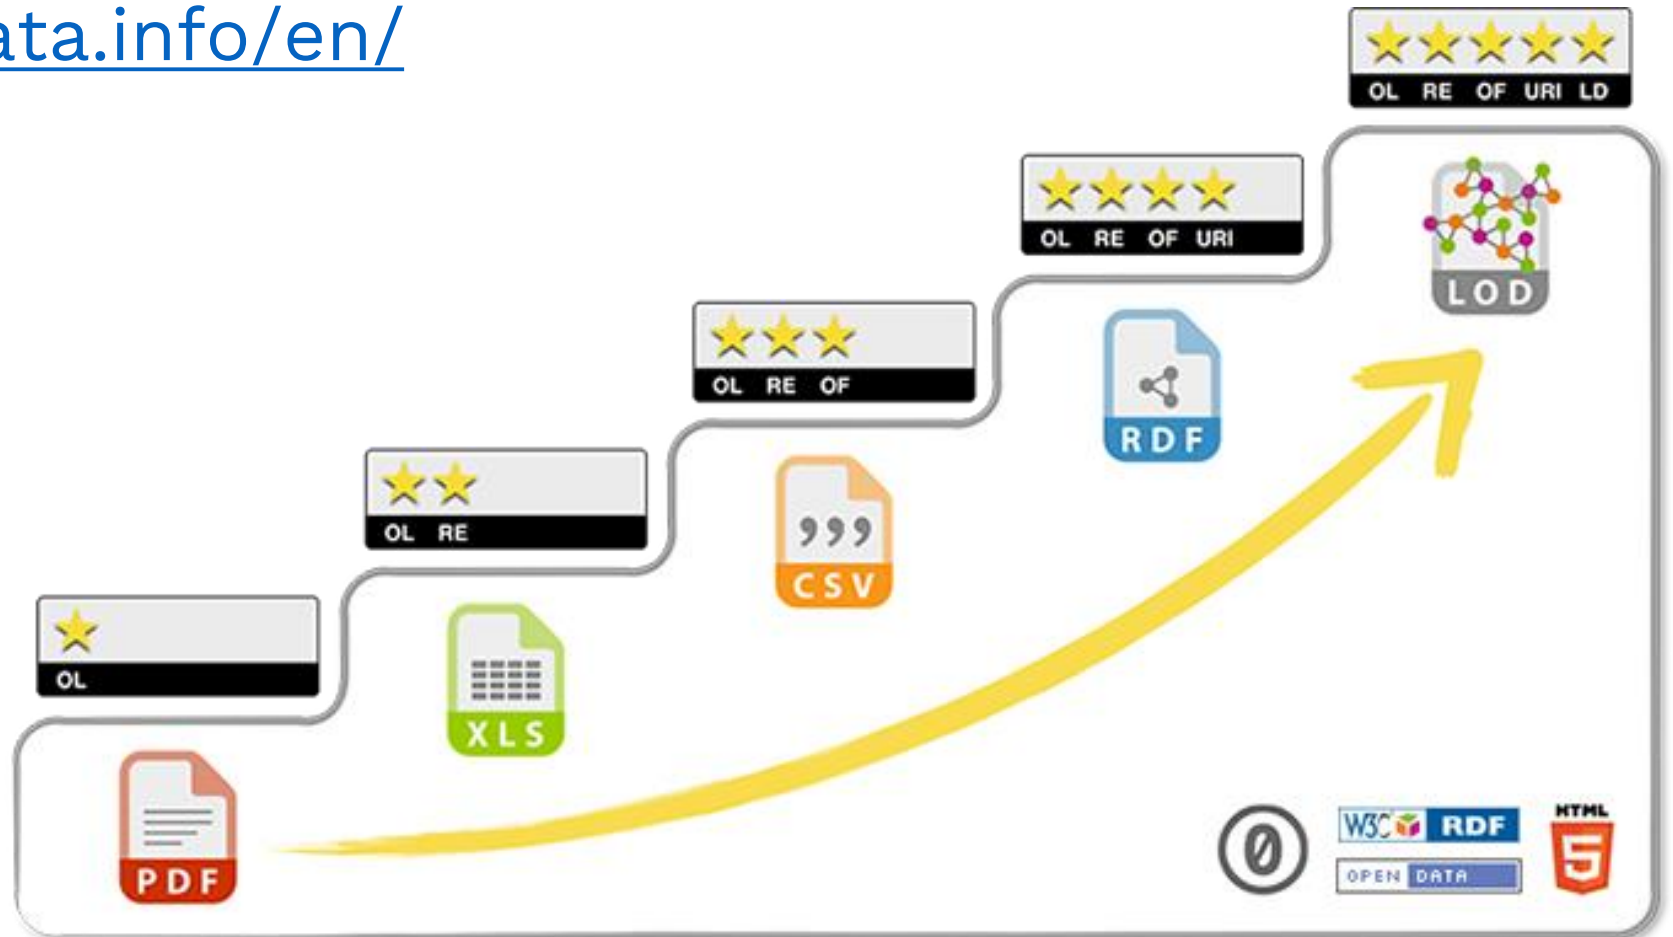 ata.info/en/
OL RE OF URI LD
LOD
OL RE OF URI
RDF
OL RE OF
CSV
OL RE
XLS
OL
PDF
0
W3C RDF
OPEN DATA
HTML
5